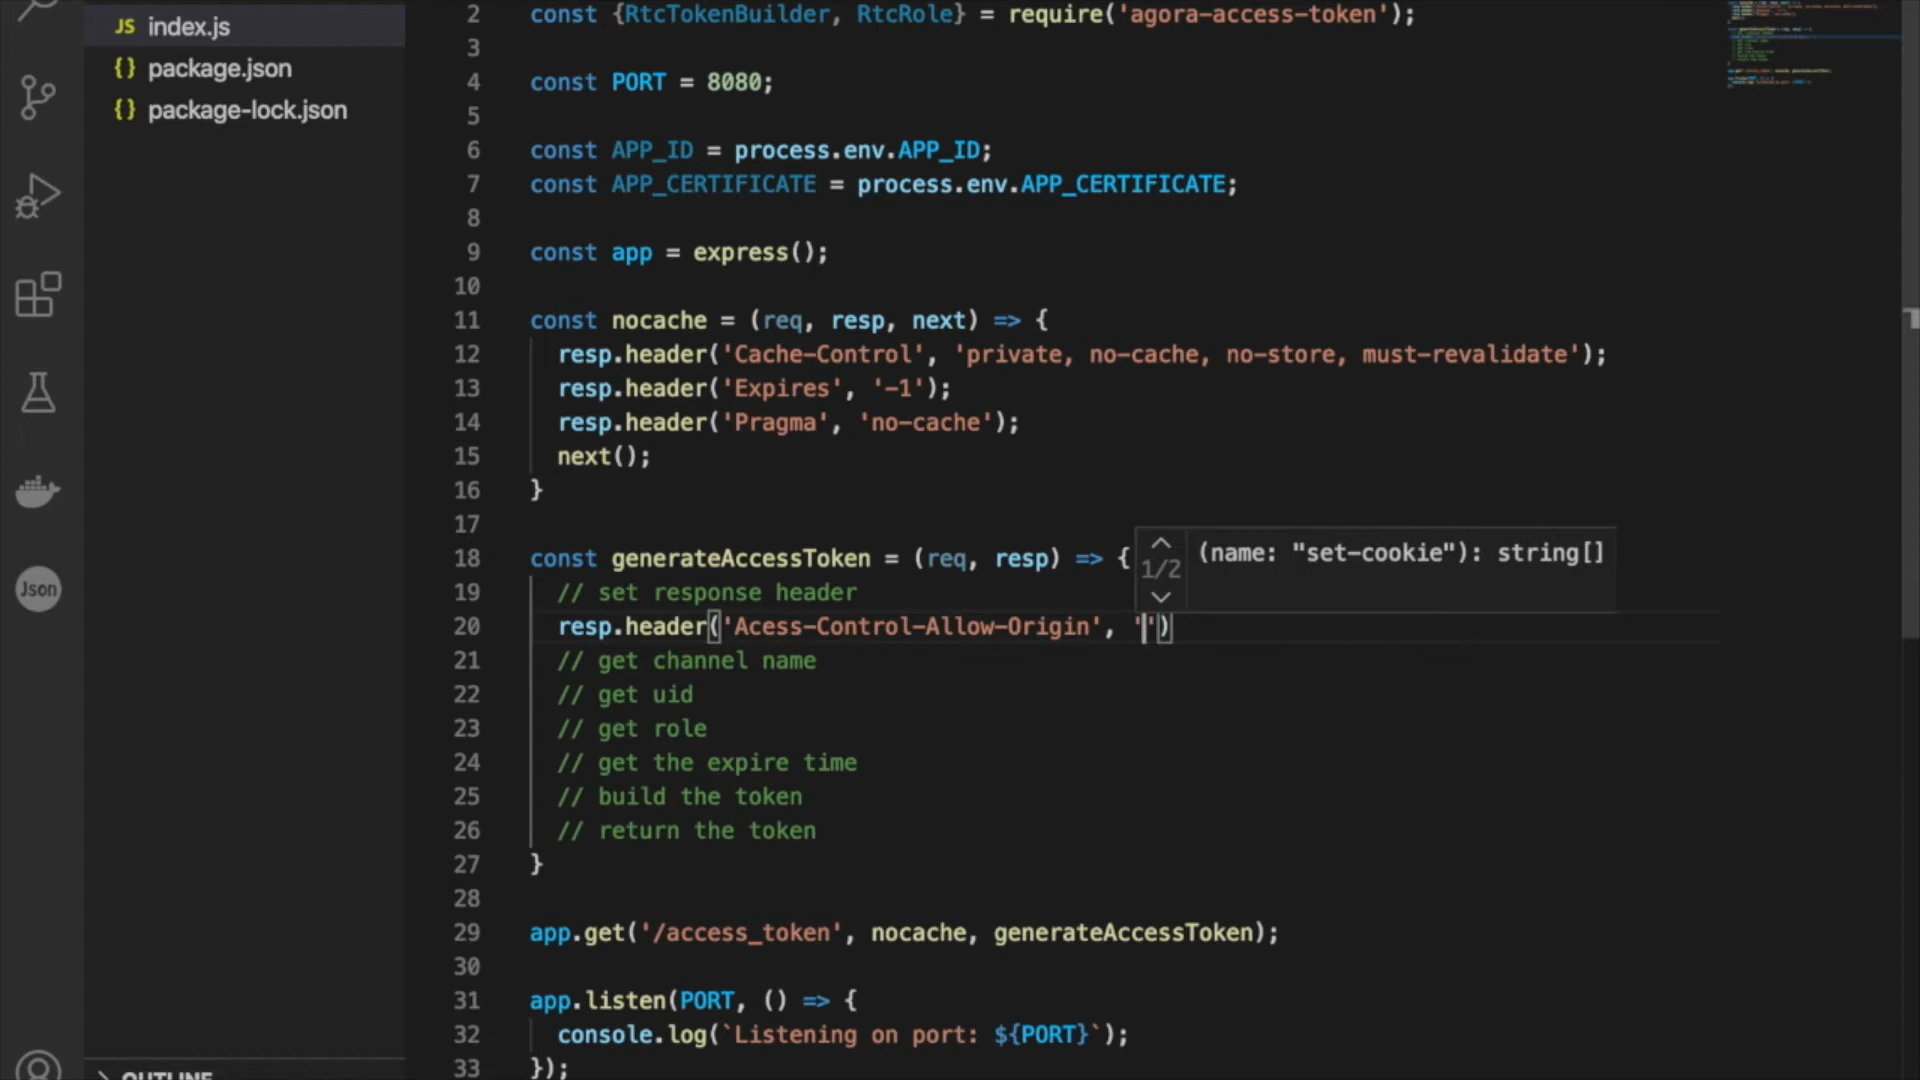 JS index.js
{} package.json
{} package-lock.json
Json
OUTLINE
2 const {RtcTokenBuilder, RtcRole} = require('agora-access-token');
3
4 const PORT = 8080;
5
6 const APP_ID = process.env.APP_ID;
7 const APP_CERTIFICATE = process.env.APP_CERTIFICATE;
8
9 const app = express();
10
11 const nocache = (req, resp, next) => {
12 resp.header('Cache-Control', 'private, no-cache, no-store, must-revalidate');
13 resp.header('Expires', '-1');
14 resp.header('Pragma', 'no-cache');
15 next();
16 }
17
18 const generateAccessToken = (req, resp) => {
1/2 (name: "set-cookie"): string[]
19 // set response header
20 resp.header('Acess-Control-Allow-Origin', '')
21 // get channel name
22 // get uid
23 // get role
24 // get the expire time
25 // build the token
26 // return the token
27 }
28
29 app.get('/access_token', nocache, generateAccessToken);
30
31 app.listen(PORT, () => {
32 console.log(`Listening on port: ${PORT}`);
33 });